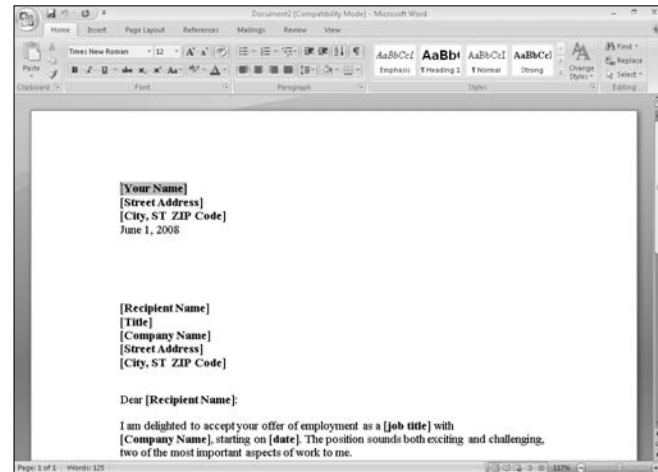 Document2 [Compatibility Mode] - Microsoft Word
Home Insert Page Layout References Mailings Review View
Times New Roman 12 Find
AaBbCcI AaBb( AaBbCcI AaBbCcl Replace
Paste Emphasis ¶ Heading 1 ¶ Normal Strong Change Styles Select
Clipboard Font Paragraph Styles Editing
[Your Name]
[Street Address]
[City, ST ZIP Code]
June 1, 2008
[Recipient Name]
[Title]
[Company Name]
[Street Address]
[City, ST ZIP Code]
Dear [Recipient Name]:
I am delighted to accept your offer of employment as a [job title] with
[Company Name], starting on [date]. The position sounds both exciting and challenging,
two of the most important aspects of work to me.
Page: 1 of 1 Words: 125 117%